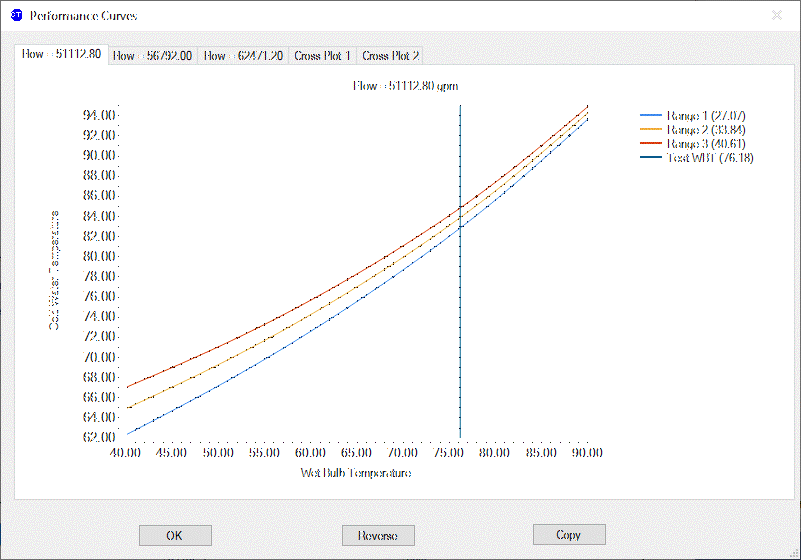 Performance Curves
Flow = 51112.80
Flow = 56792.00
Flow = 62471.20
Cross Plot 1
Cross Plot 2
Flow = 51112.80 gpm
94.00
92.00
90.00
88.00
86.00
84.00
82.00
80.00
78.00
76.00
74.00
72.00
70.00
68.00
66.00
64.00
62.00
Cold Water Temperature
40.00 45.00 50.00 55.00 60.00 65.00 70.00 75.00 80.00 85.00 90.00
Wet Bulb Temperature
Range 1 (27.07)
Range 2 (33.84)
Range 3 (40.61)
Test WBT (76.18)
OK
Reverse
Copy